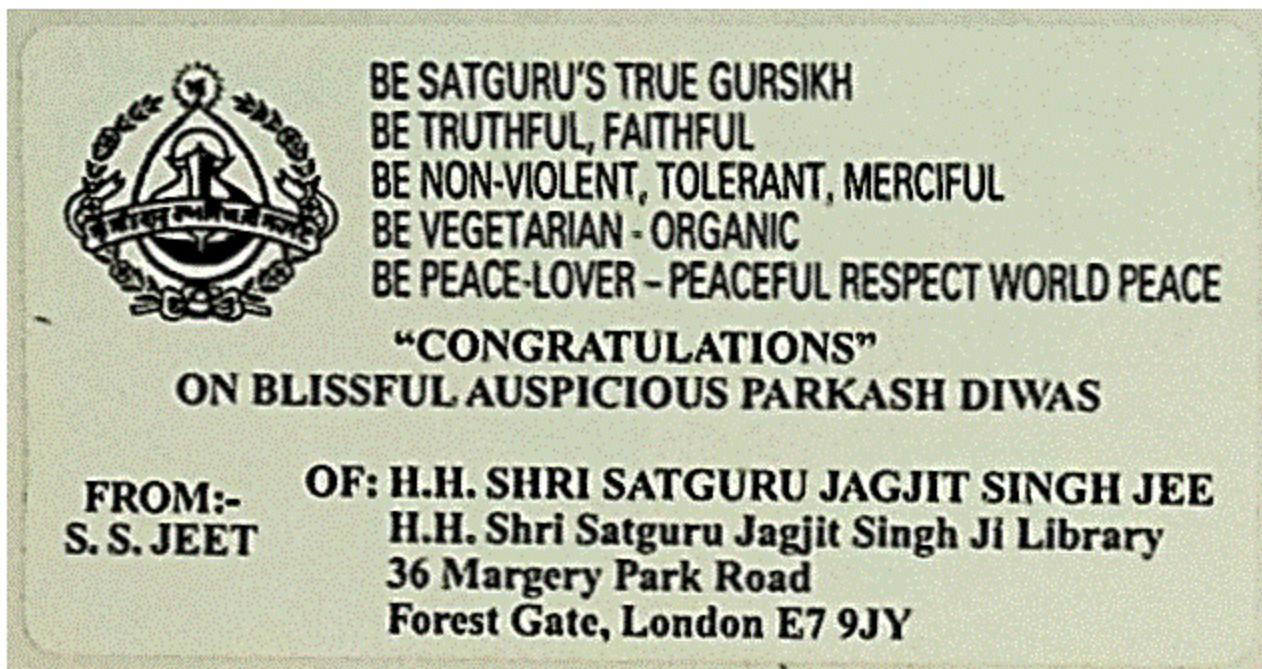 BE SATGURU'S TRUE GURSIKH
BE TRUTHFUL, FAITHFUL
BE NON-VIOLENT, TOLERANT, MERCIFUL
BE VEGETARIAN - ORGANIC
BE PEACE-LOVER – PEACEFUL RESPECT WORLD PEACE
“CONGRATULATIONS”
ON BLISSFUL AUSPICIOUS PARKASH DIWAS
OF: H.H. SHRI SATGURU JAGJIT SINGH JEE
FROM:-
S. S. JEET
H.H. Shri Satguru Jagjit Singh Ji Library
36 Margery Park Road
Forest Gate, London E7 9JY